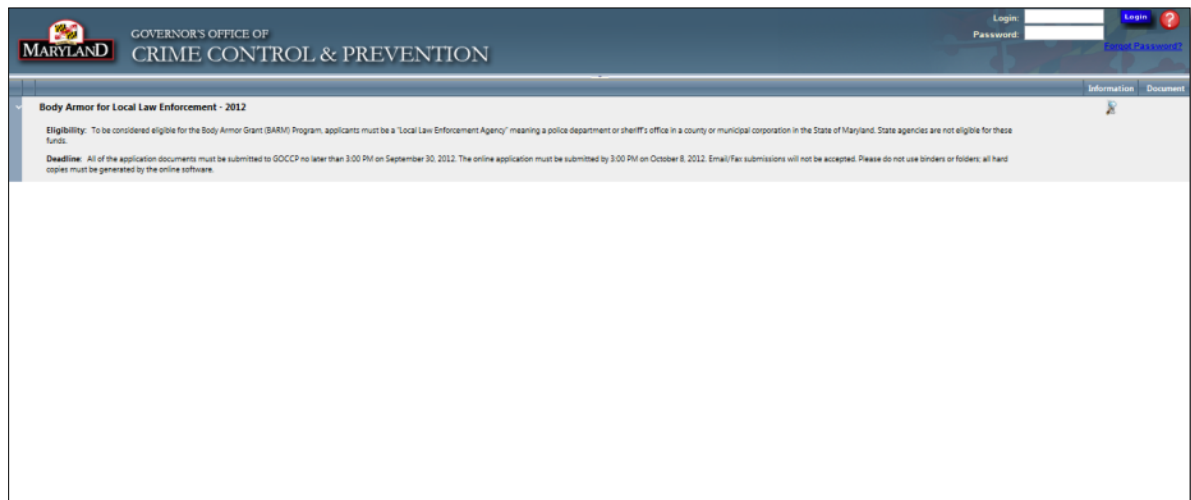 MARYLAND
GOVERNOR'S OFFICE OF
CRIME CONTROL & PREVENTION
Login:
Login
?
Password:
Forgot Password?
Information Document
Body Armor for Local Law Enforcement - 2012
Eligibility: To be considered eligible for the Body Armor Grant (BARM) Program, applicants must be a "Local Law Enforcement Agency" meaning a police department or sheriff's office in a county or municipal corporation in the State of Maryland. State agencies are not eligible for these
funds.
Deadline: All of the application documents must be submitted to GOCCP no later than 3:00 PM on September 30, 2012. The online application must be submitted by 3:00 PM on October 8, 2012. Email/Fax submissions will not be accepted. Please do not use binders or folders; all hard
copies must be generated by the online software.